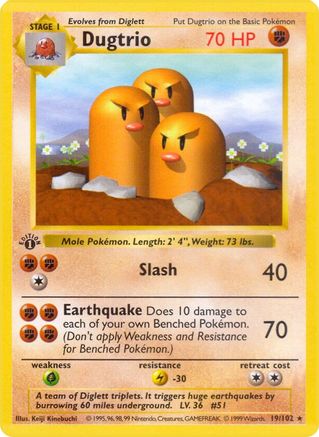 Evolves from Diglett
Put Dugtrio on the Basic Pokémon
STAGE 1
Dugtrio
70 HP
EDITION
1
Mole Pokémon. Length: 2' 4", Weight: 73 lbs.
Slash
40
Earthquake Does 10 damage to
each of your own Benched Pokémon.
(Don't apply Weakness and Resistance
for Benched Pokémon.)
70
weakness
resistance
retreat cost
-30
A team of Diglett triplets. It triggers huge earthquakes by
burrowing 60 miles underground. LV. 36 #51
Illus. Keiji Kinebuchi
©1995, 96, 98, 99 Nintendo, Creatures, GAMEFREAK. ©1999 Wizards.
19/102 ★